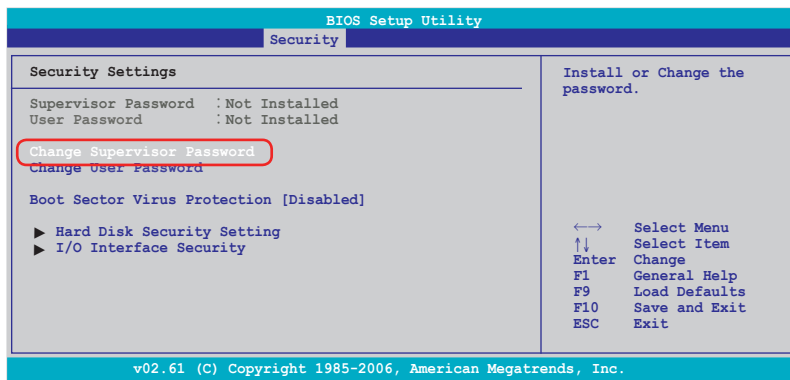 BIOS Setup Utility
Security
Security Settings
Supervisor Password : Not Installed
User Password : Not Installed
Change Supervisor Password
Change User Password
Boot Sector Virus Protection [Disabled]
▶ Hard Disk Security Setting
▶ I/O Interface Security
Install or Change the
password.
←→ Select Menu
↑↓ Select Item
Enter Change
F1 General Help
F9 Load Defaults
F10 Save and Exit
ESC Exit
v02.61 (C) Copyright 1985-2006, American Megatrends, Inc.